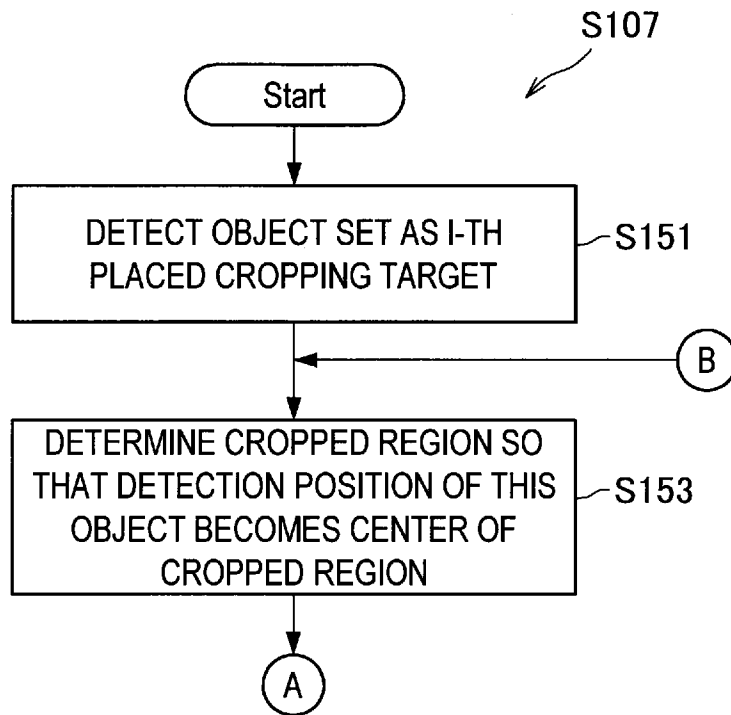 S107
Start
DETECT OBJECT SET AS I-TH
PLACED CROPPING TARGET
S151
B
DETERMINE CROPPED REGION SO
THAT DETECTION POSITION OF THIS
OBJECT BECOMES CENTER OF
CROPPED REGION
S153
A